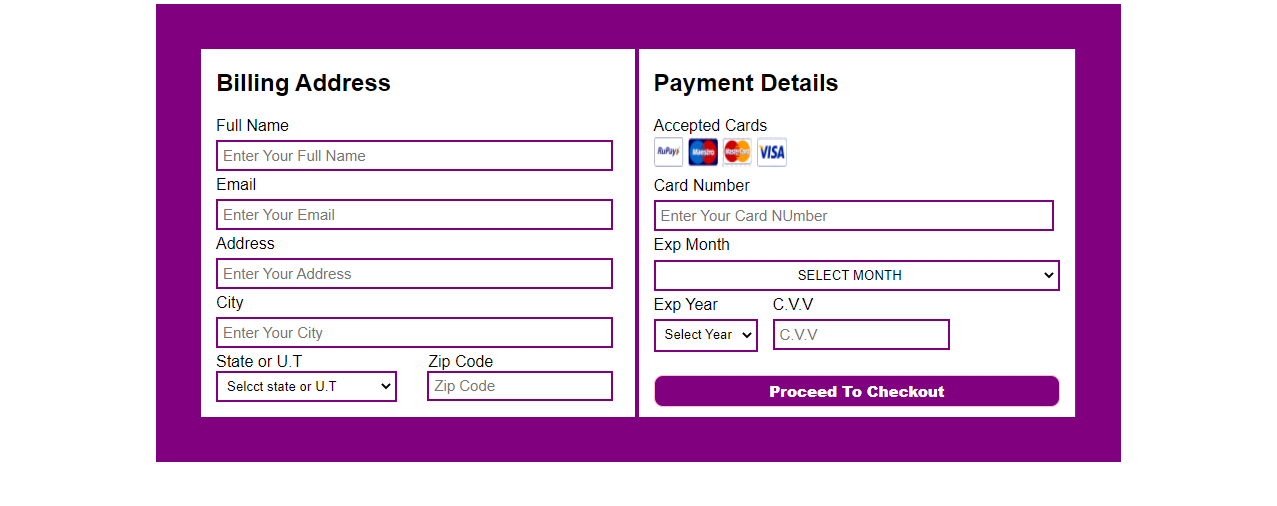 Billing Address
Full Name
Enter Your Full Name
Email
Enter Your Email
Address
Enter Your Address
City
Enter Your City
State or U.T Zip Code
Selcct state or U.T Zip Code
Payment Details
Accepted Cards
RuPay Maestro MasterCard VISA
Card Number
Enter Your Card NUmber
Exp Month
SELECT MONTH
Exp Year C.V.V
Select Year C.V.V
Proceed To Checkout